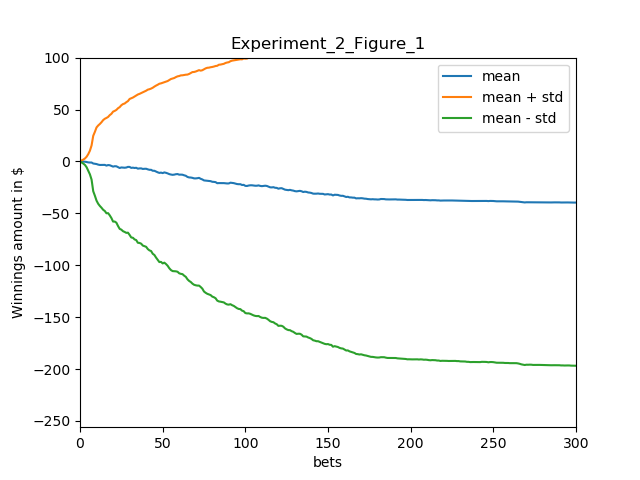 Experiment_2_Figure_1
100
50
0
−50
−100
−150
−200
−250
Winnings amount in $
mean
mean + std
mean - std
0 50 100 150 200 250 300
bets